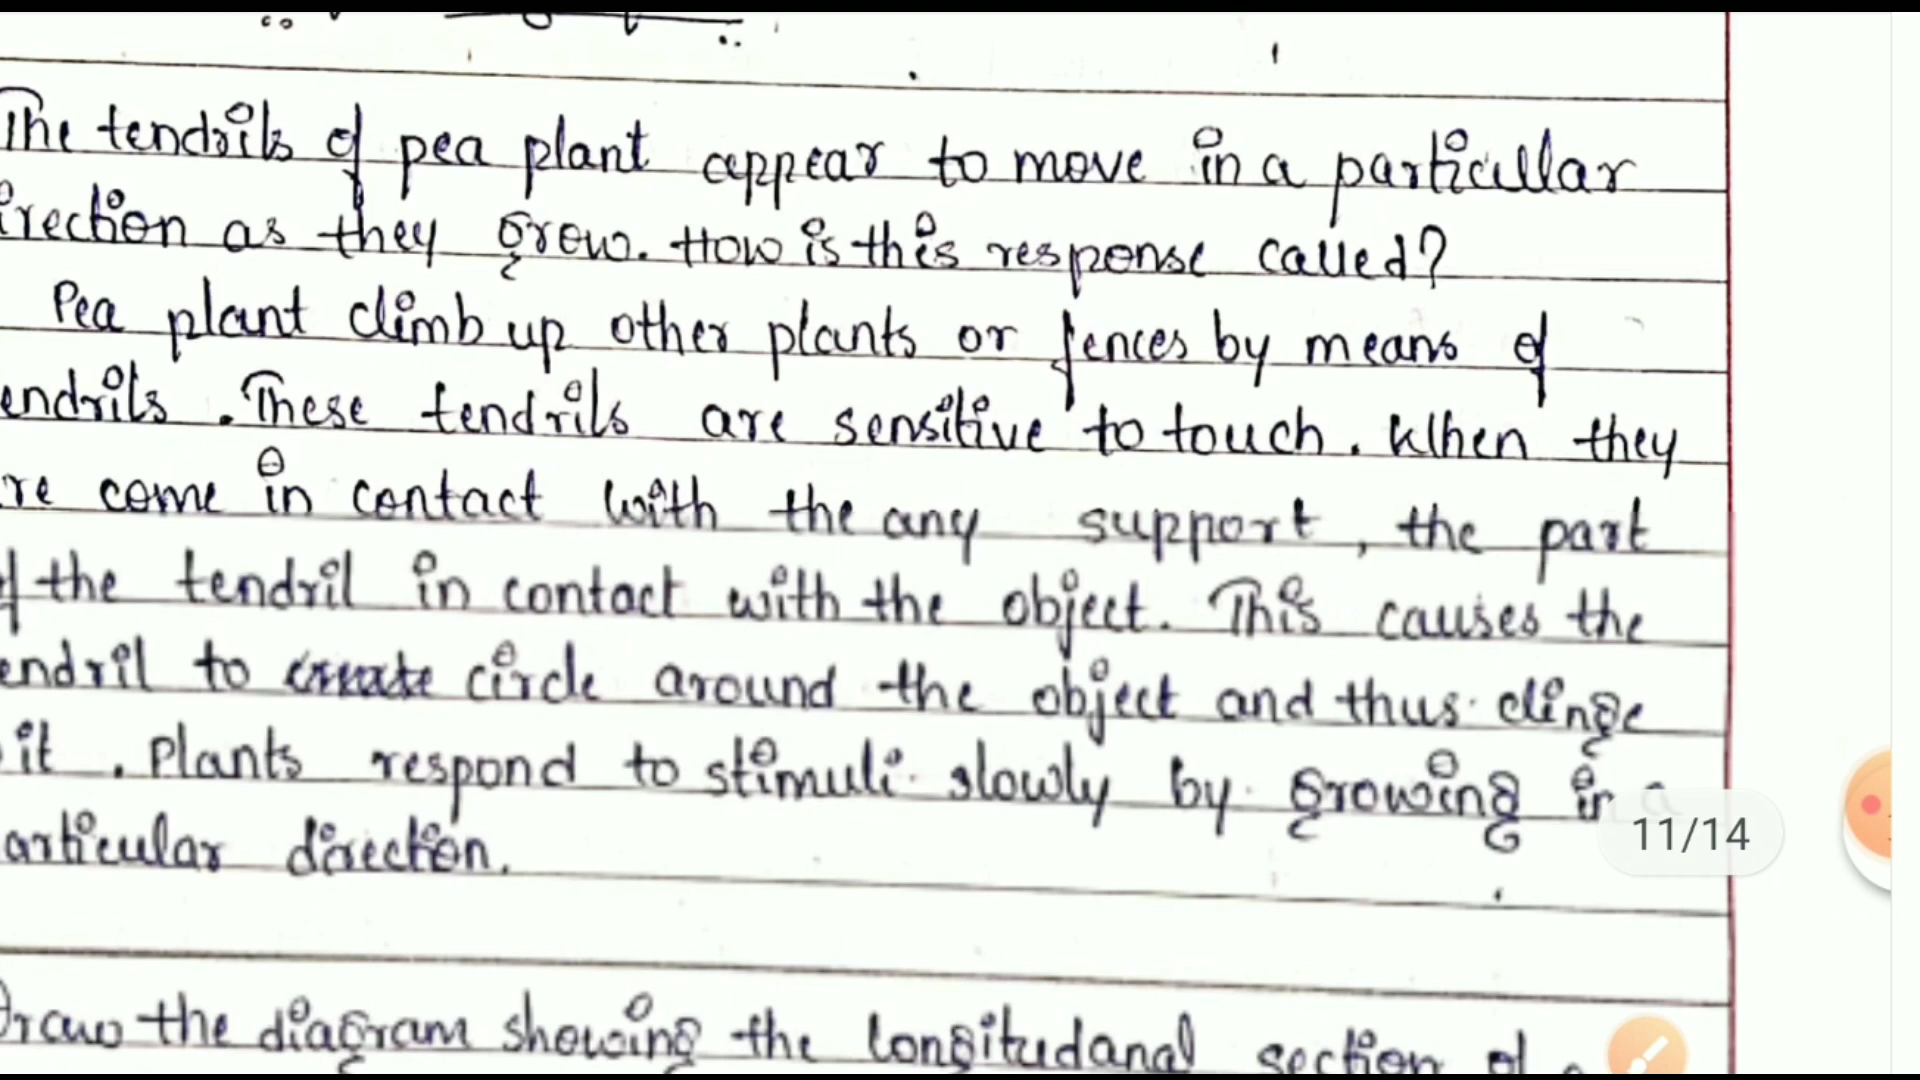 The tendrils of pea plant appear to move in a particullar
irection as they grow. How is this response called?
Pea plant climb up other plants or fences by means of
endrils. These tendrils are sensitive to touch. When they
re come in contact with the any support, the part
of the tendril in contact with the object. This causes the
endril to circle around the object and thus clinge
it. Plants respond to stimuli slowly by growing in a
articular direction.
11/14
Draw the diagram showing the longitudanal section of